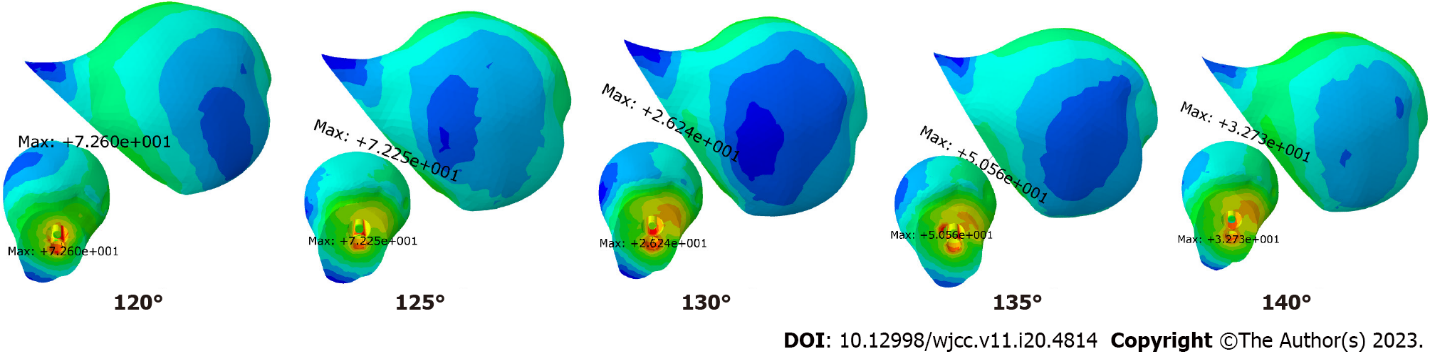 Max: +7.260e+001
Max: +7.260e+001
120°
Max: +7.225e+001
Max: +7.225e+001
125°
Max: +2.624e+001
Max: +2.624e+001
130°
Max: +5.056e+001
Max: +5.056e+001
135°
Max: +3.273e+001
Max: +3.273e+001
140°
DOI: 10.12998/wjcc.v11.i20.4814 Copyright ©The Author(s) 2023.